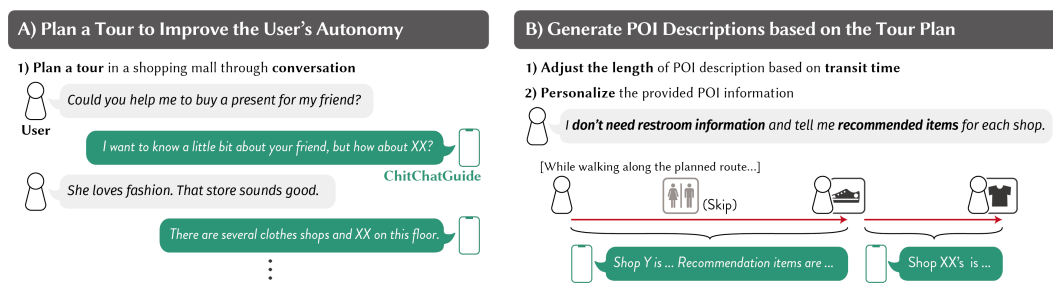 A) Plan a Tour to Improve the User's Autonomy
1) Plan a tour in a shopping mall through conversation
Could you help me to buy a present for my friend?
User
I want to know a little bit about your friend, but how about XX?
ChitChatGuide
She loves fashion. That store sounds good.
There are several clothes shops and XX on this floor.
B) Generate POI Descriptions based on the Tour Plan
1) Adjust the length of POI description based on transit time
2) Personalize the provided POI information
I don't need restroom information and tell me recommended items for each shop.
[While walking along the planned route...]
(Skip)
Shop Y is ... Recommendation items are ...
Shop XX's is ...